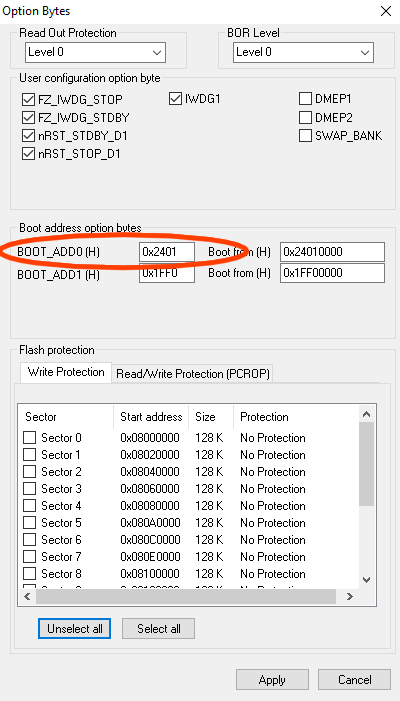 Option Bytes
Read Out Protection
BOR Level
Level 0
Level 0
User configuration option byte
FZ_IWDG_STOP
IWDG1
DMEP1
FZ_IWDG_STDBY
DMEP2
nRST_STDBY_D1
SWAP_BANK
nRST_STOP_D1
Boot address option bytes
BOOT_ADD0 (H) 0x2401 Boot from (H) 0x24010000
BOOT_ADD1 (H) 0x1FF0 Boot from (H) 0x1FF00000
Flash protection
Write Protection Read/Write Protection (PCROP)
Sector Start address Size Protection
Sector 0 0x08000000 128 K No Protection
Sector 1 0x08020000 128 K No Protection
Sector 2 0x08040000 128 K No Protection
Sector 3 0x08060000 128 K No Protection
Sector 4 0x08080000 128 K No Protection
Sector 5 0x080A0000 128 K No Protection
Sector 6 0x080C0000 128 K No Protection
Sector 7 0x080E0000 128 K No Protection
Sector 8 0x08100000 128 K No Protection
Unselect all
Select all
Apply
Cancel